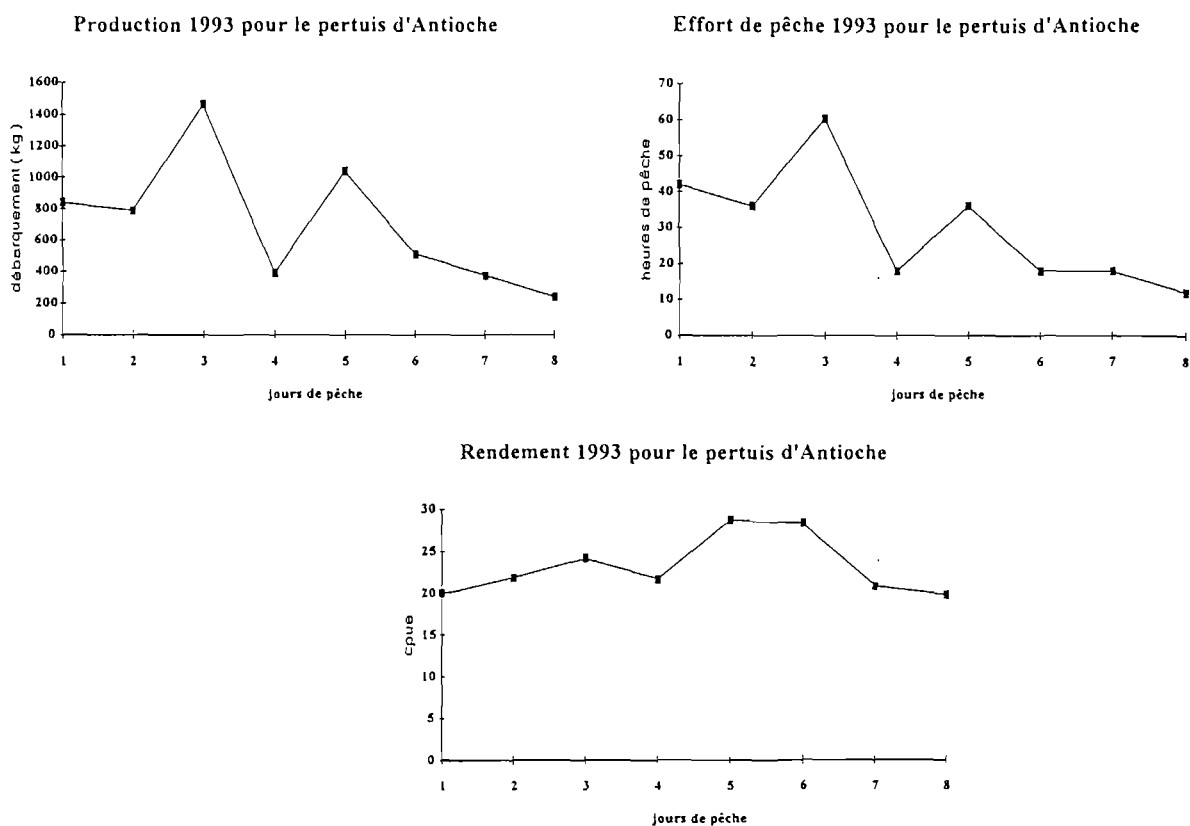 Production 1993 pour le pertuis d'Antioche
débarquement (kg)
1600
1400
1200
1000
800
600
400
200
0
1 2 3 4 5 6 7 8
jours de pêche
Effort de pêche 1993 pour le pertuis d'Antioche
heures de pêche
70
60
50
40
30
20
10
0
1 2 3 4 5 6 7 8
jours de pêche
Rendement 1993 pour le pertuis d'Antioche
cpue
30
25
20
15
10
5
0
1 2 3 4 5 6 7 8
jours de pêche